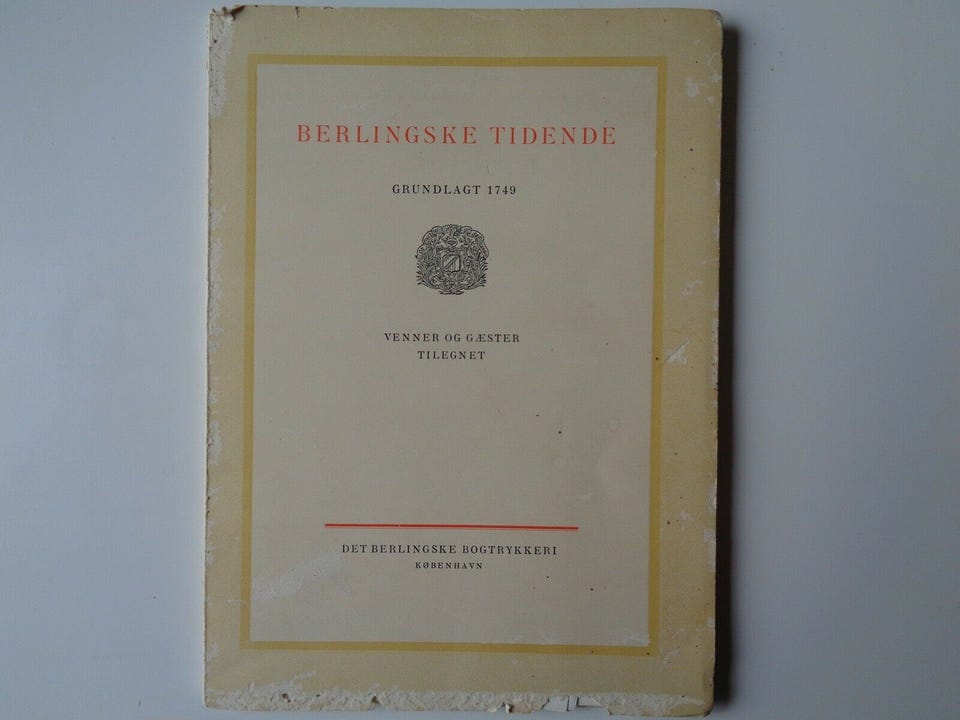 BERLINGSKE TIDENDE
GRUNDLAGT 1749
VENNER OG GÆSTER
TILEGNET
DET BERLINGSKE BOGTRYKKERI
KØBENHAVN